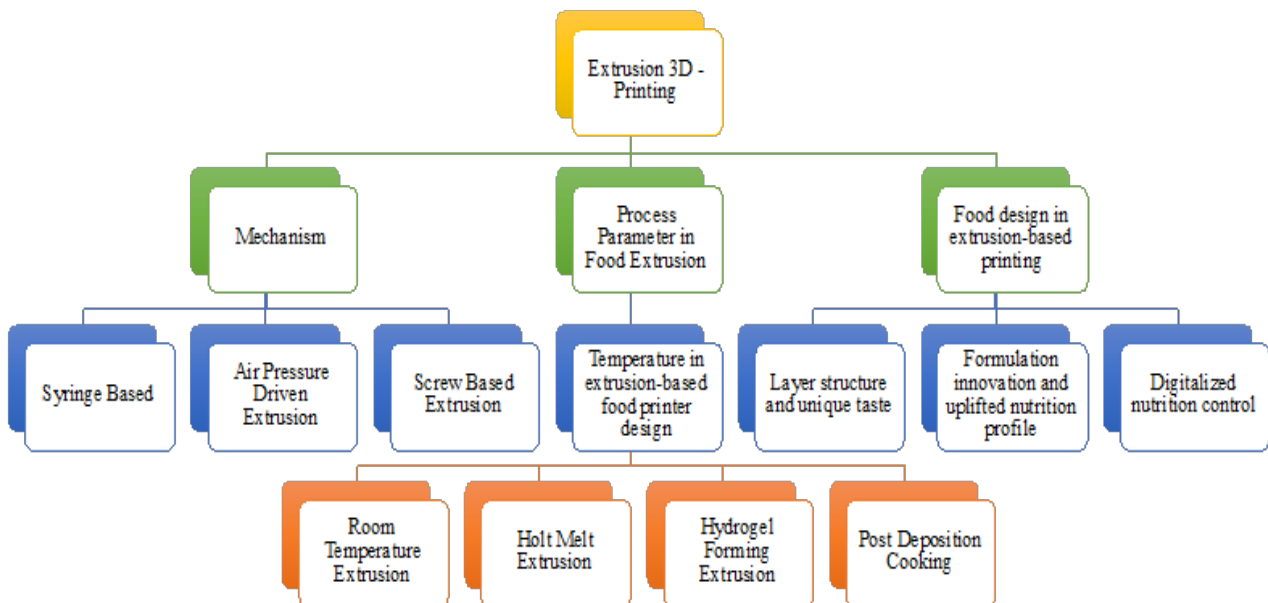 Extrusion 3D -
Printing
Mechanism
Process
Parameter in
Food Extrusion
Food design in
extrusion-based
printing
Syringe Based
Air Pressure
Driven
Extrusion
Screw Based
Extrusion
Temperature in
extrusion-based
food printer
design
Layer structure
and unique taste
Formulation
innovation and
uplifted nutrition
profile
Digitalized
nutrition control
Room
Temperature
Extrusion
Holt Melt
Extrusion
Hydrogel
Forming
Extrusion
Post Deposition
Cooking